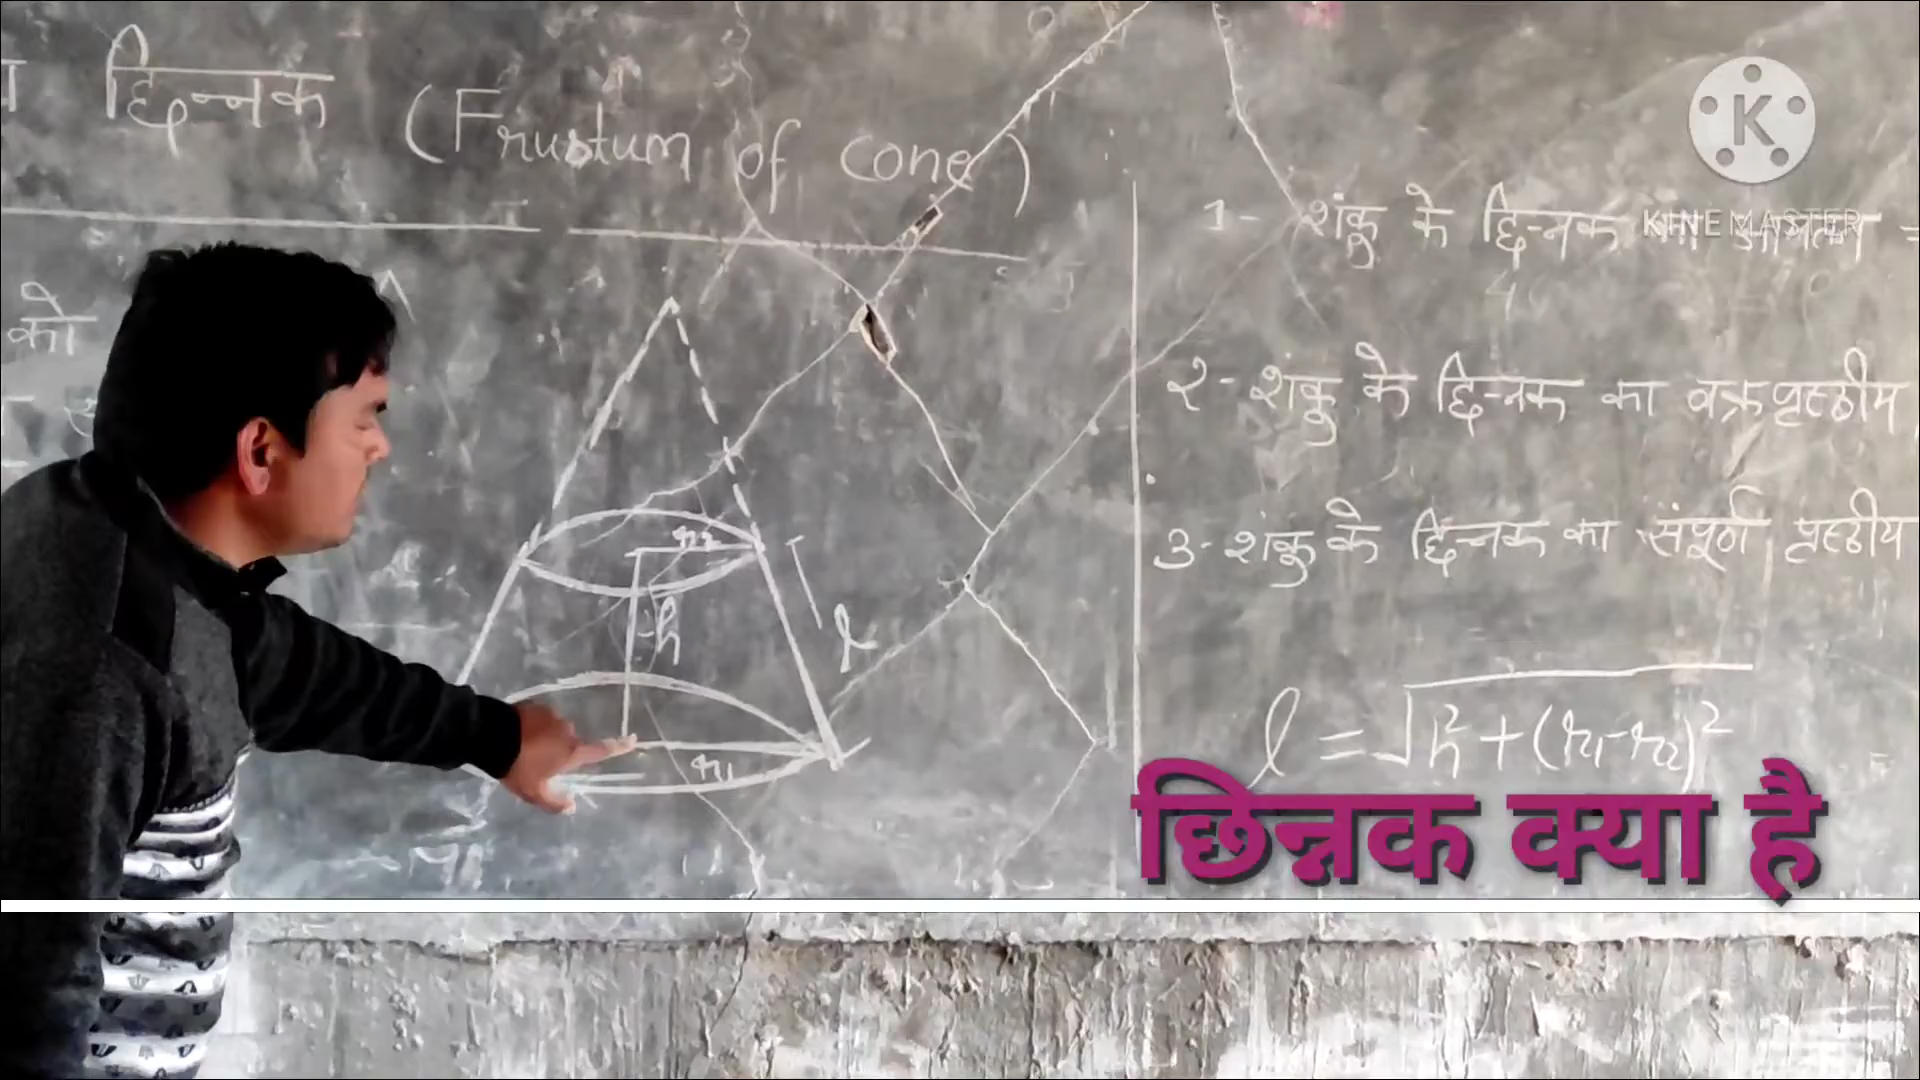 छिन्नक (Frustum of cone)
को
r₂
h
l
r₁
1- शंकु के छिन्नक का आयतन =
२- शंकु के छिन्नक का वक्रपृष्ठीय
3- शंकु के छिन्नक का संपूर्ण पृष्ठीय
l = √h² + (r₁-r₂)²
K
KINEMASTER
छिन्नक क्या है